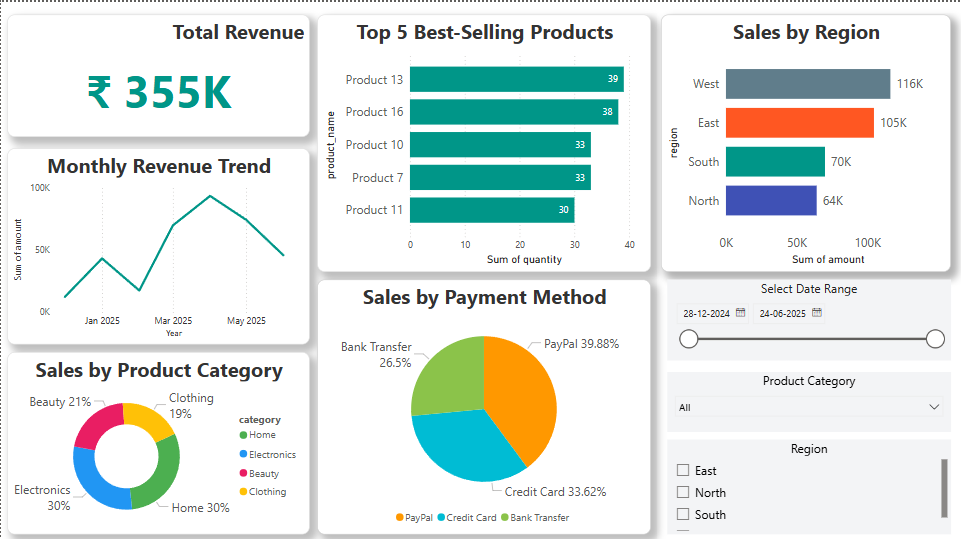 Total Revenue
₹ 355K
Monthly Revenue Trend
100K
50K
0K
Sum of amount
Jan 2025
Mar 2025
May 2025
Year
Sales by Product Category
Beauty 21%
Clothing
19%
Electronics
30%
Home 30%
category
Home
Electronics
Beauty
Clothing
Top 5 Best-Selling Products
product_name
Product 13
39
Product 16
38
Product 10
33
Product 7
33
Product 11
30
0
10
20
30
40
Sum of quantity
Sales by Payment Method
Bank Transfer
26.5%
PayPal 39.88%
Credit Card 33.62%
PayPal
Credit Card
Bank Transfer
Sales by Region
region
West
116K
East
105K
South
70K
North
64K
0K
50K
100K
Sum of amount
Select Date Range
28-12-2024
24-06-2025
Product Category
All
Region
East
North
South